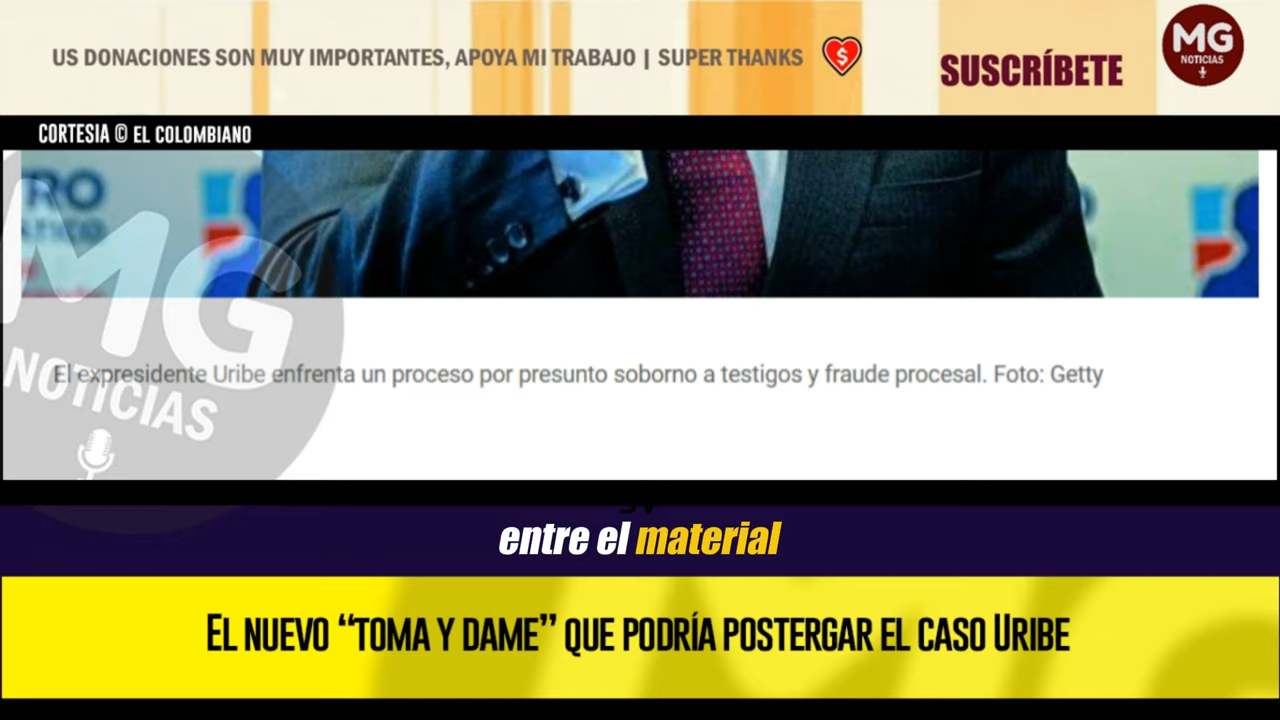 US DONACIONES SON MUY IMPORTANTES, APOYA MI TRABAJO | SUPER THANKS
SUSCRÍBETE
MG
NOTICIAS
CORTESIA © EL COLOMBIANO
MG
NOTICIAS
El expresidente Uribe enfrenta un proceso por presunto soborno a testigos y fraude procesal. Foto: Getty
entre el material
EL NUEVO “TOMA Y DAME” QUE PODRÍA POSTERGAR EL CASO URIBE